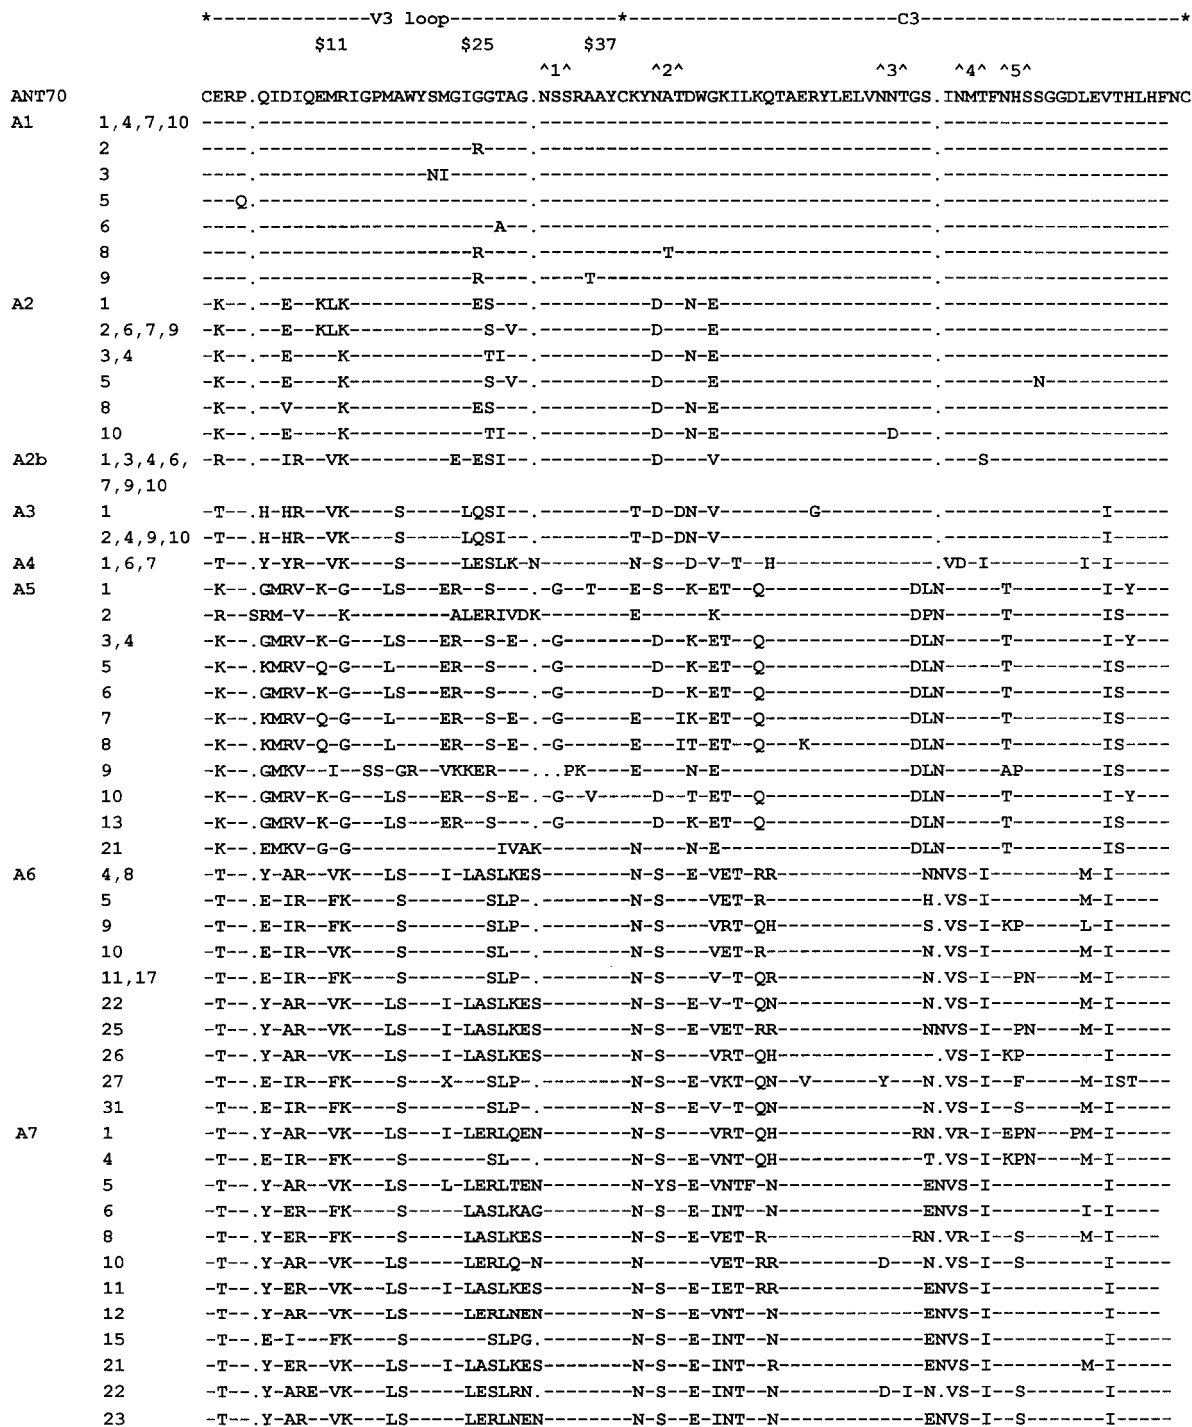 *--------------V3 loop---------------*-------------------------C3------------------------*
$11 $25 $37
^1^ ^2^ ^3^ ^4^ ^5^
ANT70 CERP.QIDIQEMRIGPMAWYSMGIGGTAG.NSSRAAYCKYNATDWGKILKQTAERYLELVNNTGS.INMTFNHSSGGDLEVTHLHFNC
A1 1,4,7,10 ----.----------------------------.------------------------------------.---------------------
2 ----.--------------------R-----.------------------------------------.---------------------
3 ----.----------------NI---------.------------------------------------.---------------------
5 ---Q.----------------------------.------------------------------------.---------------------
6 ----.----------------------A---.------------------------------------.---------------------
8 ----.--------------------R-----.------------T------------------------.---------------------
9 ----.--------------------R-----.-----T------------------------------.---------------------
A2 1 -K--.--E--KLK------------ES---.-----------D--N-E--------------------.---------------------
2,6,7,9 -K--.--E--KLK-------------S-V--.-----------D----E--------------------.---------------------
3,4 -K--.--E----K-------------TI---.-----------D--N-E--------------------.---------------------
5 -K--.--E----K-------------S-V--.-----------D----E--------------------.---------N-----------
8 -K--.--V----K------------ES---.-----------D--N-E--------------------.---------------------
10 -K--.--E----K-------------TI---.-----------D--N-E---------------D----.---------------------
A2b 1,3,4,6, -R--.--IR--VK----------E-ESI---.-----------D----V--------------------.----S----------------
7,9,10
A3 1 -T--.H-HR--VK----S-----LQSI---.---------T-D-DN-V---------G-----------.---------------I-----
2,4,9,10 -T--.H-HR--VK----S-----LQSI---.---------T-D-DN-V---------------------.---------------I-----
A4 1,6,7 -T--.Y-YR--VK----S------LESLK-N---------N-S--D-V-T--H----------------.VD-I---------I-I-----
A5 1 -K--.GMRV-K-G---LS----ER---S---.-G--T----E-S---K-ET--Q-------------DLN------T---------I-Y---
2 -R--SRM-V---K----------ALERIVDK---------E-------K------------------DPN------T---------IS----
3,4 -K--.GMRV-K-G---LS----ER--S-E-.-G---------D---K-ET--Q-------------DLN------T---------I-Y---
5 -K--.KMRV-Q-G---L-----ER--S---.-G---------D---K-ET--Q-------------DLN------T---------IS----
6 -K--.GMRV-K-G---LS----ER--S---.-G---------D---K-ET--Q-------------DLN------T---------IS----
7 -K--.KMRV-Q-G---L-----ER--S-E-.-G-------E---IK-ET--Q-------------DLN------T---------IS----
8 -K--.KMRV-Q-G---L-----ER--S-E-.-G-------E---IT-ET--Q---K---------DLN------T---------IS----
9 -K--.GMKV--I--SS-GR--VKKER----...PK----E----N-E------------------DLN-----AP---------IS----
10 -K--.GMRV-K-G---LS----ER--S-E-.-G--V-----D--T-ET--Q-------------DLN------T---------I-Y---
13 -K--.GMRV-K-G---LS----ER--S---.-G---------D---K-ET--Q-------------DLN------T---------IS----
21 -K--.EMKV-G-G--------------IVAK---------N----N-E-----------------DLN------T---------IS----
A6 4,8 -T--.Y-AR--VK---LS----I-LASLKES---------N-S---E-VET-RR--------------NNVS-I---------M-I-----
5 -T--.E-IR--FK----S--------SLP-.---------N-S-----VET-R---------------H.VS-I---------M-I----
9 -T--.E-IR--FK----S--------SLP-.---------N-S-----VRT-QH-------------S.VS-I-KP------L-I-----
10 -T--.E-IR--VK----S--------SL--.---------N-S-----VET-R---------------N.VS-I---------M-I-----
11,17 -T--.E-IR--FK----S--------SLP-.---------N-S-----V-T-QR-------------N.VS-I--PN-----M-I-----
22 -T--.Y-AR--VK---LS----I-LASLKES---------N-S---E-V-T-QN-------------N.VS-I---------M-I-----
25 -T--.Y-AR--VK---LS----I-LASLKES---------N-S---E-VET-RR-------------NNVS-I--PN-----M-I-----
26 -T--.Y-AR--VK---LS----I-LASLKES---------N-S-----VRT-QH--------------.VS-I-KP--------I-----
27 -T--.E-IR--FK----S----X---SLP-.---------N-S---E-VKT-QN--V------Y---N.VS-I--F------M-IST---
31 -T--.E-IR--FK----S--------SLP-.---------N-S---E-V-T-QN-------------N.VS-I--S------M-I-----
A7 1 -T--.Y-AR--VK---LS----I-LERLQEN---------N-S-----VRT-QH------------RN.VR-I-EPN---PM-I-----
4 -T--.E-IR--FK----S--------SL--.---------N-S---E-VNT-QH-------------T.VS-I-KPN-----M-I-----
5 -T--.Y-AR--VK---LS----L-LERLTEN---------N-YS-E-VNTF-N-------------ENVS-I-----------I-----
6 -T--.Y-ER--FK----S------LASLKAG---------N-S---E-INT--N-------------ENVS-I---------I-I----
8 -T--.Y-ER--FK---LS------LASLKES---------N-S---E-VET-R--------------RN.VR-I--S------M-I----
10 -T--.Y-AR--VK---LS------LERLQ-N---------N-------VET-RR---------D---N.VS-I--S--------I-----
11 -T--.Y-ER--VK---LS----I-LASLKES---------N-S---E-IET-RR-------------ENVS-I-----------I----
12 -T--.Y-AR--VK---LS------LERLNEN---------N-S---E-VNT--N-------------ENVS-I-----------I----
15 -T--.E-I---FK----S--------SLPG.---------N-S---E-INT--N-------------ENVS-I-----------I-----
21 -T--.Y-ER--VK---LS----I-LASLKES---------N-S---E-INT--R-------------ENVS-I---------M-I-----
22 -T--.Y-ARE-VK---LS------LESLRN.---------N-S---E-INT--N---------D-I-N.VS-I--S--------I-----
23 -T--.Y-AR--VK---LS------LERLNEN---------N-S---E-INT--N-------------ENVS-I--S--------I-----